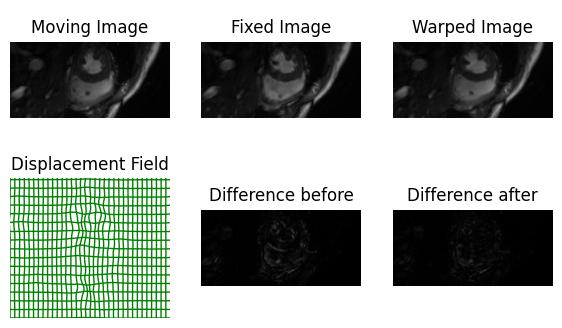 Moving Image
Fixed Image
Warped Image
Displacement Field
Difference before
Difference after